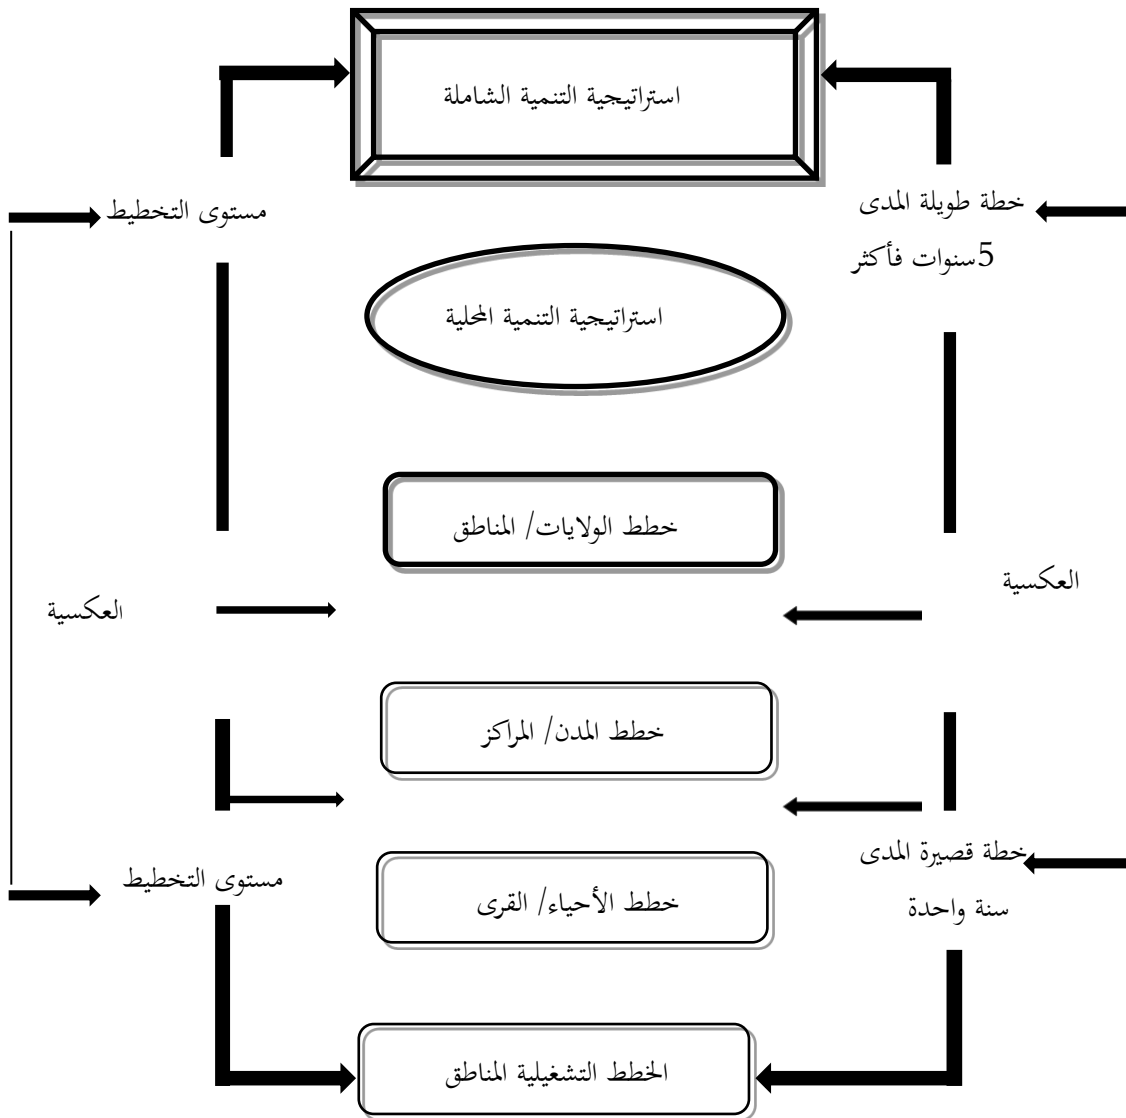 استراتيجية التنمية الشاملة
خطة طويلة المدى
5سنوات فأكثر
مستوى التخطيط
استراتيجية التنمية المحلية
خطط الولايات/ المناطق
العكسية
العكسية
خطط المدن/ المراكز
خطة قصيرة المدى
سنة واحدة
مستوى التخطيط
خطط الأحياء/ القرى
الخطط التشغيلية المناطق